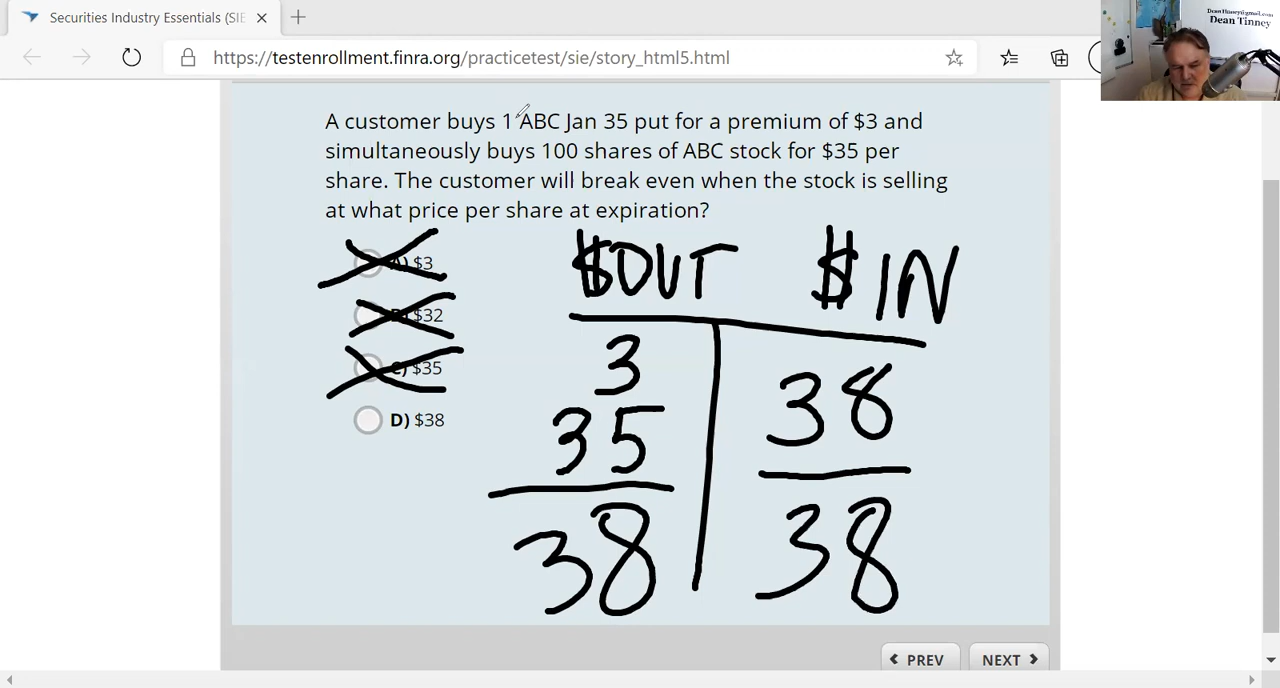 Securities Industry Essentials (SIE
https://testenrollment.finra.org/practicetest/sie/story_html5.html
DeanTinney@gmail.com
Dean Tinney
A customer buys 1 ABC Jan 35 put for a premium of $3 and
simultaneously buys 100 shares of ABC stock for $35 per
share. The customer will break even when the stock is selling
at what price per share at expiration?
A) $3
$32
C) $35
D) $38
$OUT $IN
3
35
38
38
38
PREV NEXT